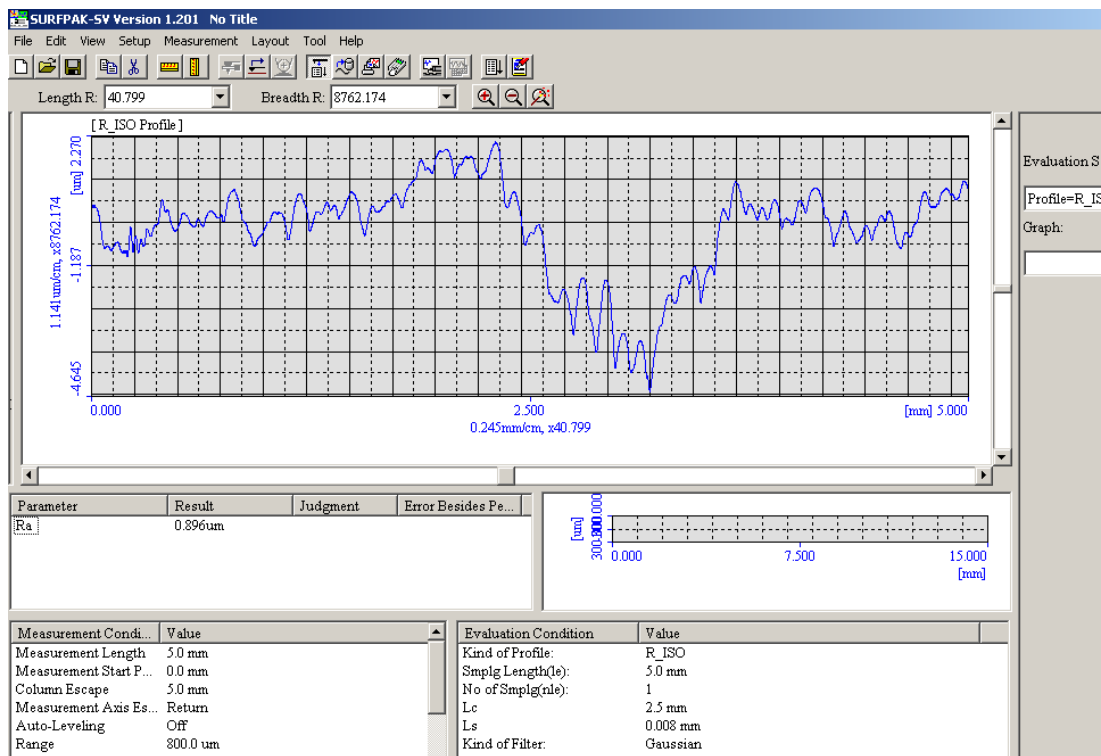 SURFPAK-SV Version 1.201 No Title
File Edit View Setup Measurement Layout Tool Help
Length R: 40.799 Breadth R: 8762.174
[ R_ISO Profile ]
[um] 2.270
1.141um/cm, x8762.174
-1.187
-4.645
0.000 2.500 [mm] 5.000
0.245mm/cm, x40.799
Evaluation S
Profile=R_IS
Graph:
Parameter Result Judgment Error Besides Pe...
Ra 0.896um
[um]
0.000 7.500 15.000
[mm]
Measurement Condi... Value
Measurement Length 5.0 mm
Measurement Start P... 0.0 mm
Column Escape 5.0 mm
Measurement Axis Es... Return
Auto-Leveling Off
Range 800.0 um
Evaluation Condition Value
Kind of Profile: R_ISO
Smplg Length(le): 5.0 mm
No of Smplg(nle): 1
Lc 2.5 mm
Ls 0.008 mm
Kind of Filter: Gaussian